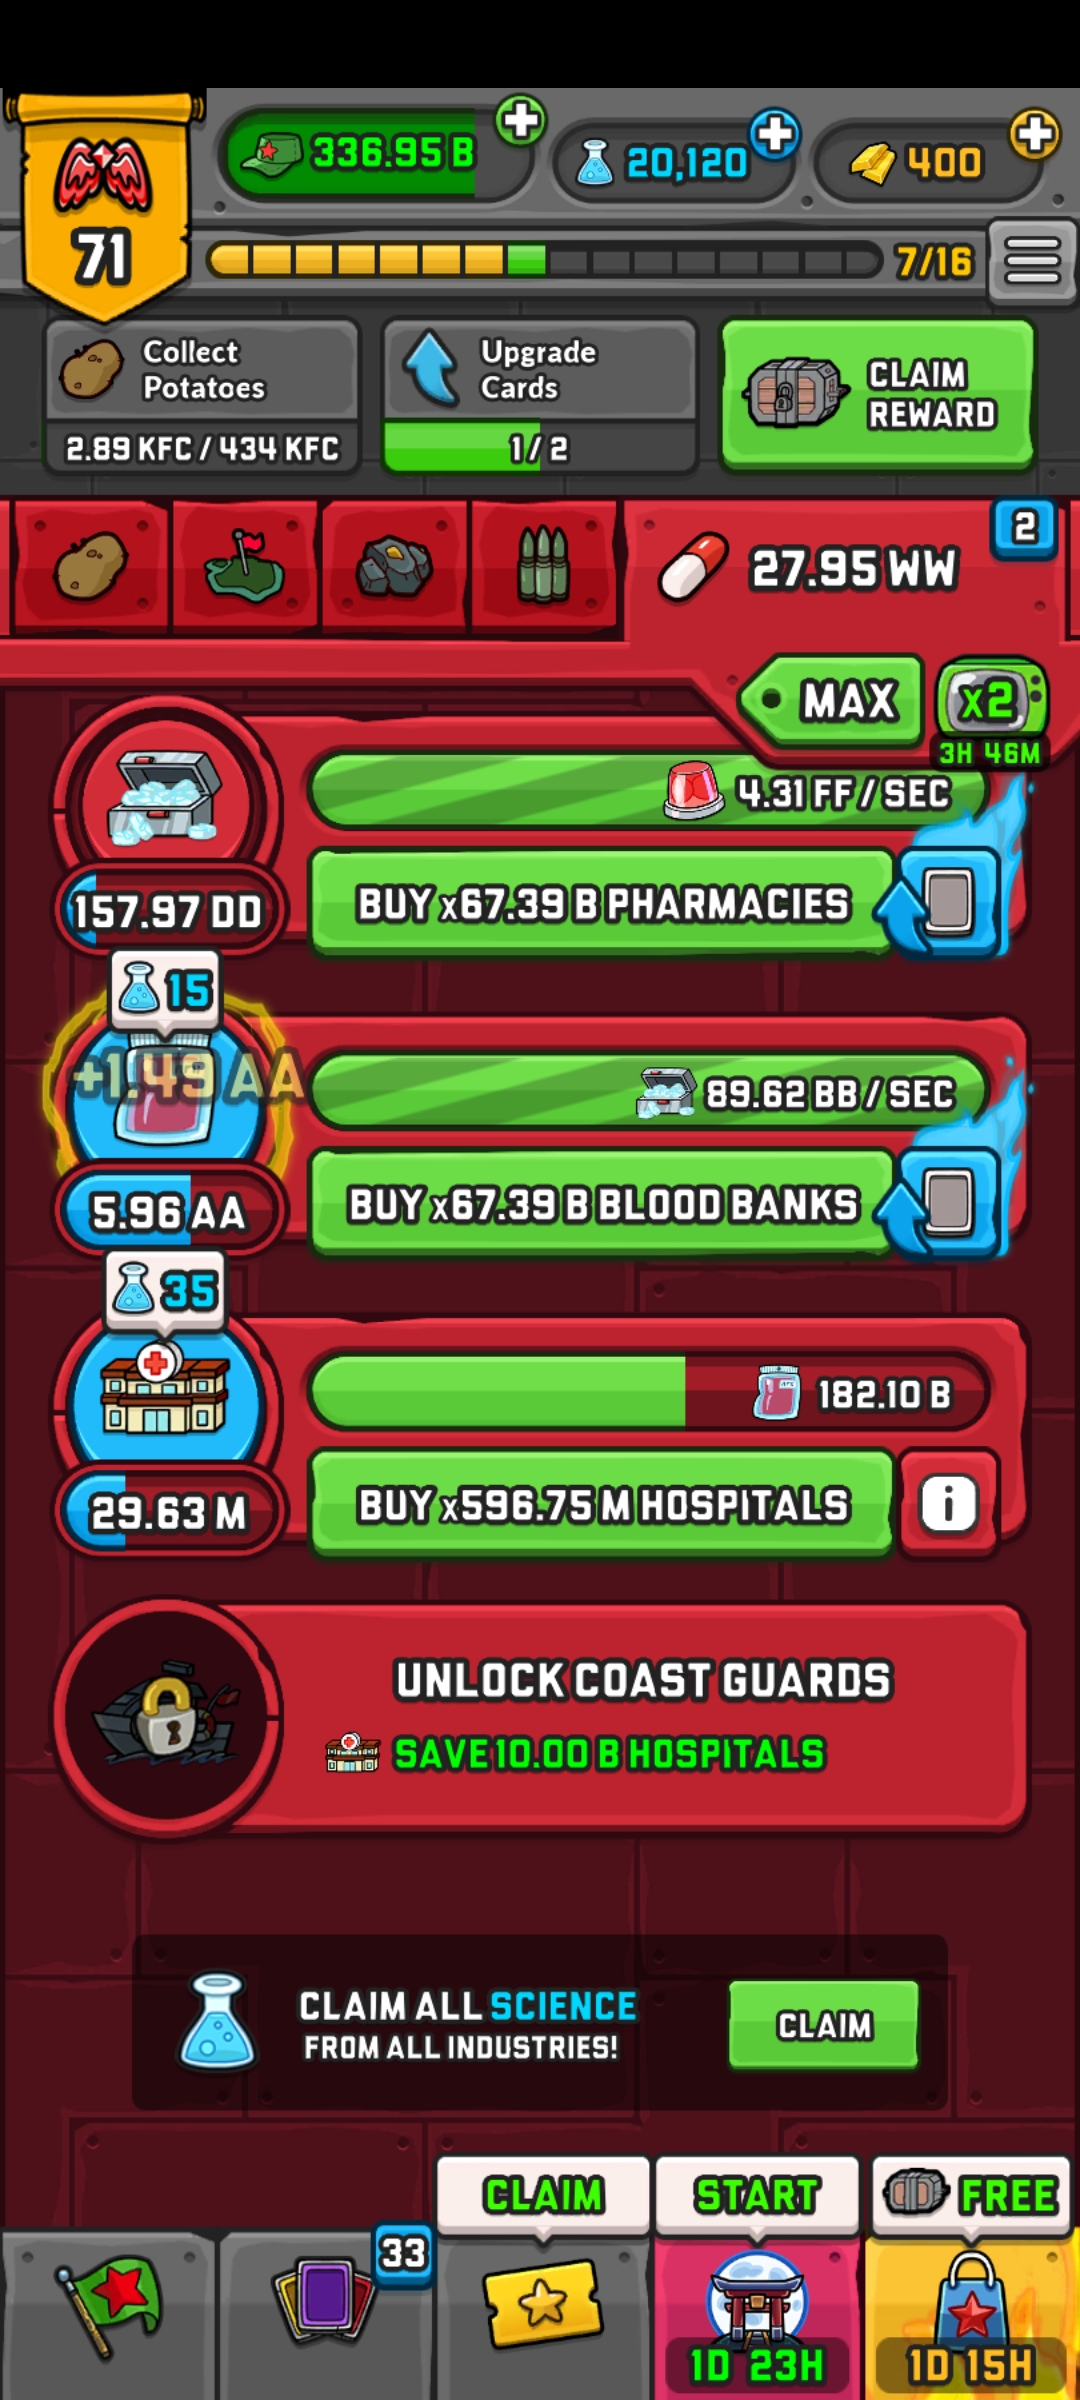 336.95 B
20,120
400
71
7/16
Collect
Potatoes
2.89 KFC / 434 KFC
Upgrade
Cards
1 / 2
CLAIM
REWARD
27.95 WW
2
MAX
x2
3H 46M
4.31 FF / SEC
BUY x67.39 B PHARMACIES
157.97 DD
15
+1.49 AA
89.62 BB / SEC
BUY x67.39 B BLOOD BANKS
5.96 AA
35
182.10 B
BUY x596.75 M HOSPITALS
i
29.63 M
UNLOCK COAST GUARDS
SAVE 10.00 B HOSPITALS
CLAIM ALL SCIENCE
FROM ALL INDUSTRIES!
CLAIM
CLAIM
START
FREE
33
1D 23H
1D 15H